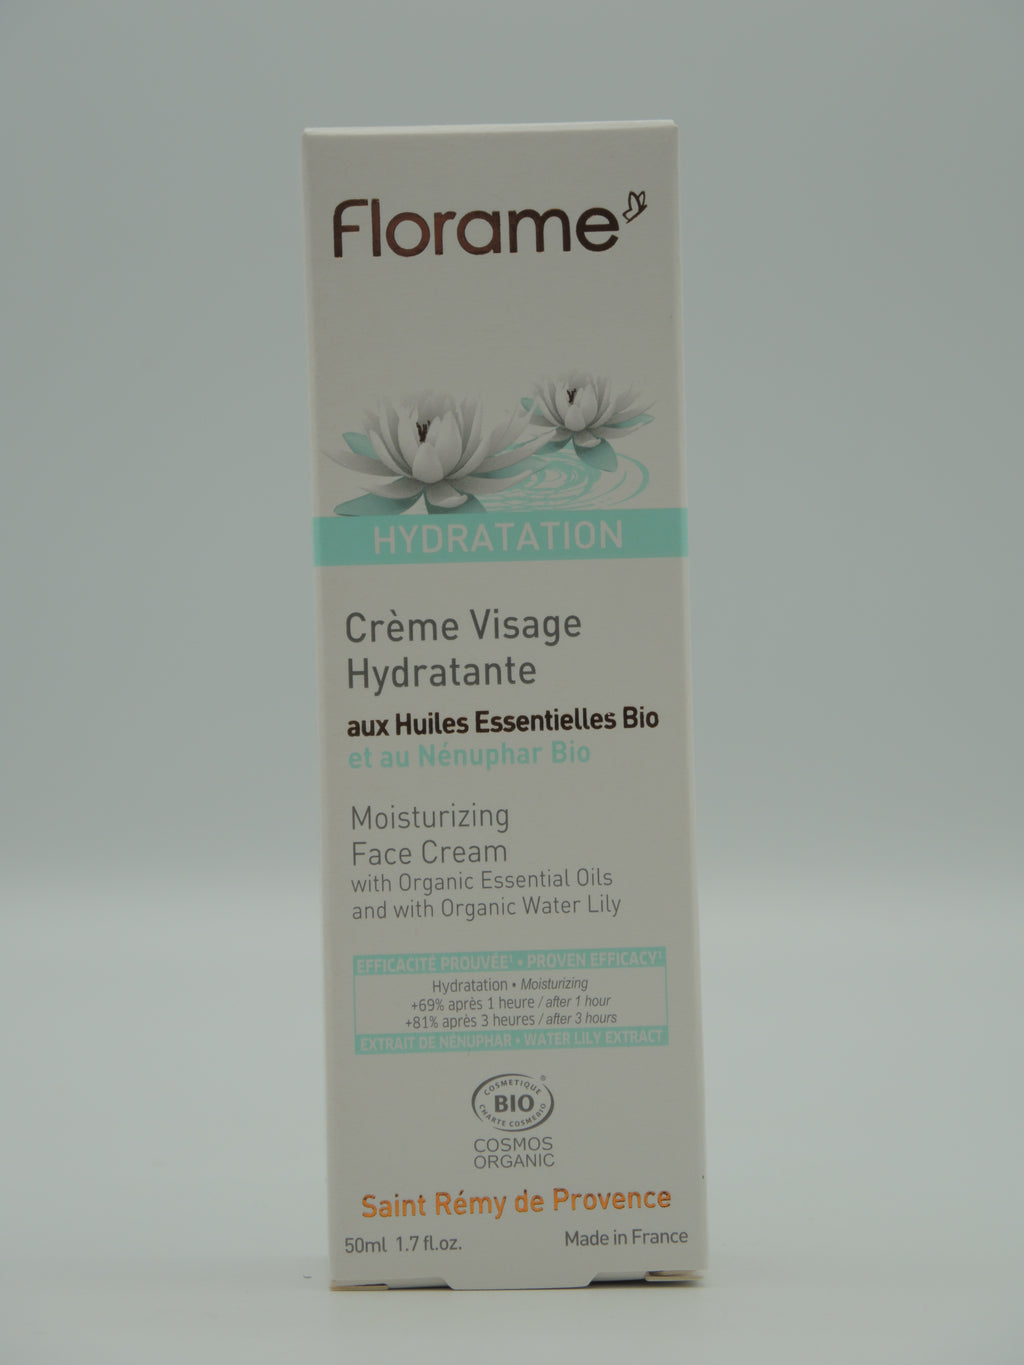 Florame
HYDRATATION
Crème Visage
Hydratante
aux Huiles Essentielles Bio
et au Nénuphar Bio
Moisturizing
Face Cream
with Organic Essential Oils
and with Organic Water Lily
EFFICACITÉ PROUVÉE¹ • PROVEN EFFICACY¹
Hydratation • Moisturizing
+69% après 1 heure / after 1 hour
+81% après 3 heures / after 3 hours
EXTRAIT DE NÉNUPHAR • WATER LILY EXTRACT
COSMETIQUE ®
BIO
CHARTE COSMEBIO
COSMOS
ORGANIC
Saint Rémy de Provence
50ml 1.7 fl.oz. Made in France